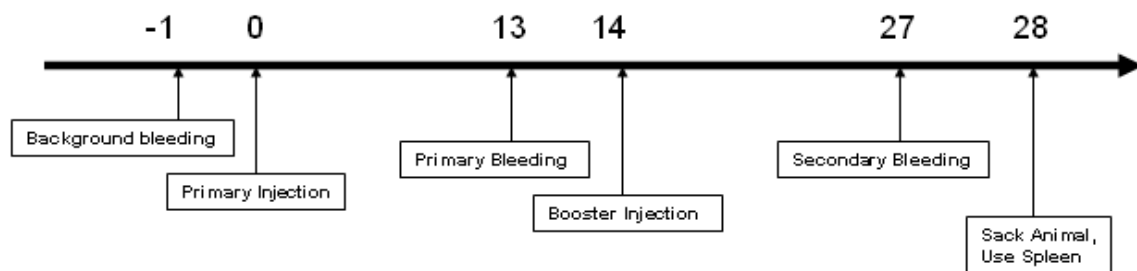 -1 0 13 14 27 28
Background bleeding
Primary Injection
Primary Bleeding
Booster Injection
Secondary Bleeding
Sack Animal,
Use Spleen